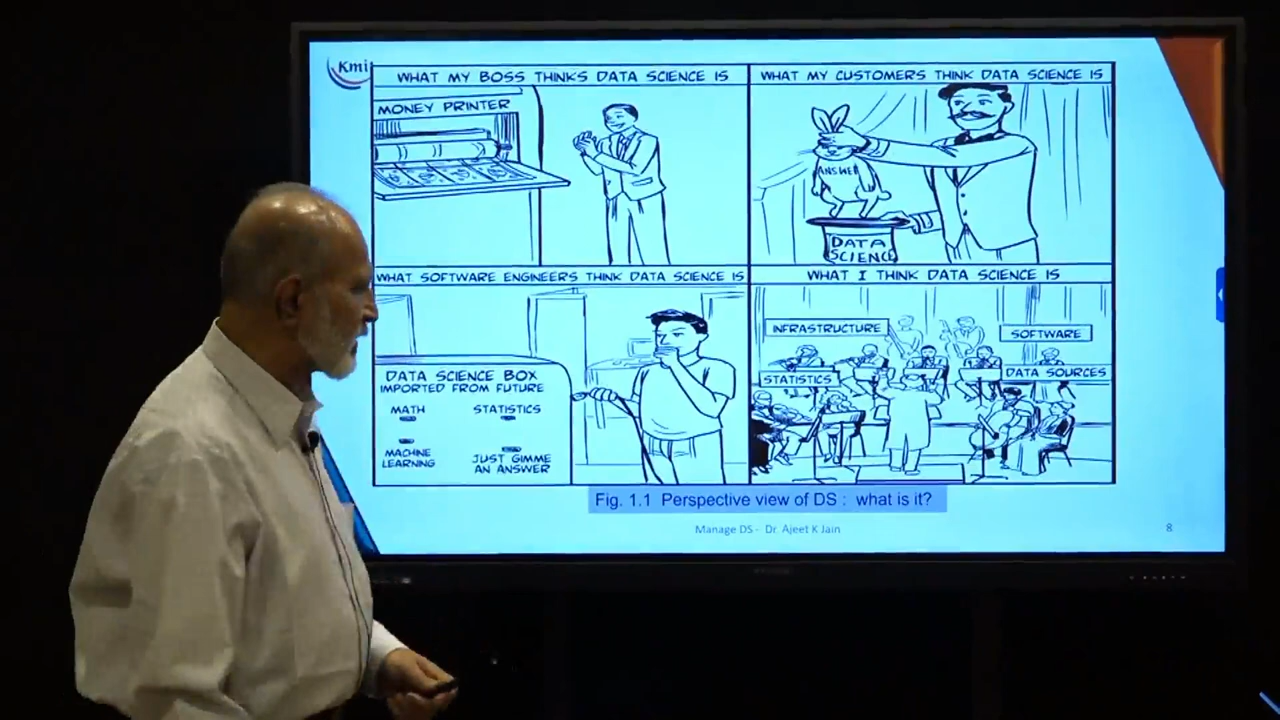 Kmit
WHAT MY BOSS THINKS DATA SCIENCE IS
MONEY PRINTER
WHAT MY CUSTOMERS THINK DATA SCIENCE IS
ANSWER
DATA
SCIENCE
WHAT SOFTWARE ENGINEERS THINK DATA SCIENCE IS
DATA SCIENCE BOX
IMPORTED FROM FUTURE
MATH
STATISTICS
MACHINE
LEARNING
JUST GIMME
AN ANSWER
WHAT I THINK DATA SCIENCE IS
INFRASTRUCTURE
SOFTWARE
STATISTICS
DATA SOURCES
Fig. 1.1 Perspective view of DS : what is it?
Manage DS - Dr. Ajeet K Jain
8